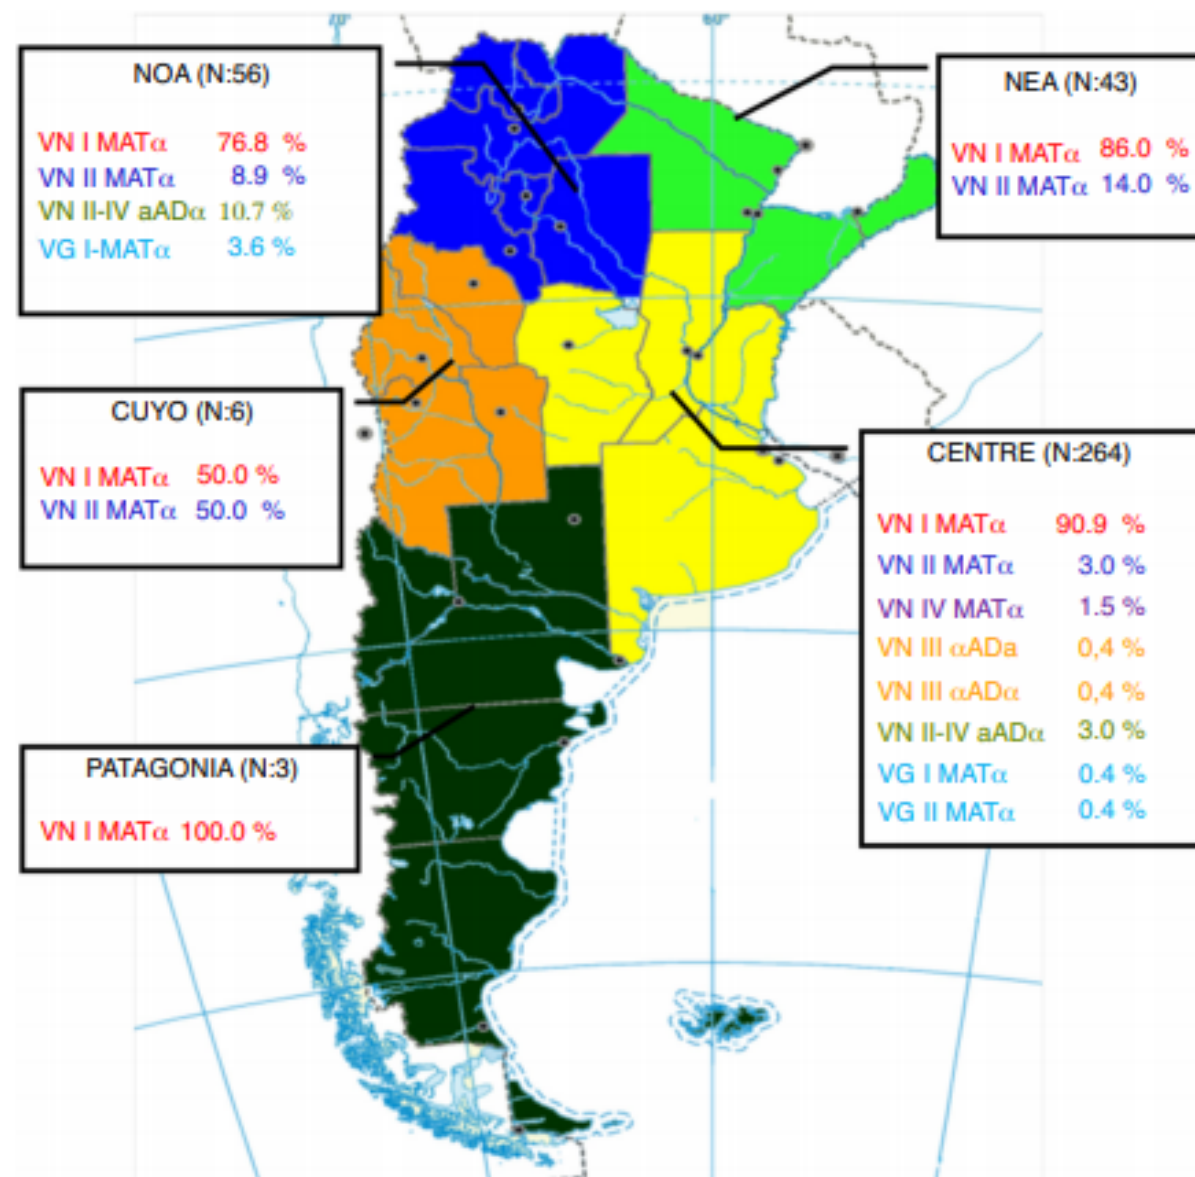 70°
60°
NOA (N:56)
VN I MATα 76.8 %
VN II MATα 8.9 %
VN II-IV aADα 10.7 %
VG I-MATα 3.6 %
NEA (N:43)
VN I MATα 86.0 %
VN II MATα 14.0 %
CUYO (N:6)
VN I MATα 50.0 %
VN II MATα 50.0 %
CENTRE (N:264)
VN I MATα 90.9 %
VN II MATα 3.0 %
VN IV MATα 1.5 %
VN III αADa 0,4 %
VN III αADα 0,4 %
VN II-IV aADα 3.0 %
VG I MATα 0.4 %
VG II MATα 0.4 %
PATAGONIA (N:3)
VN I MATα 100.0 %